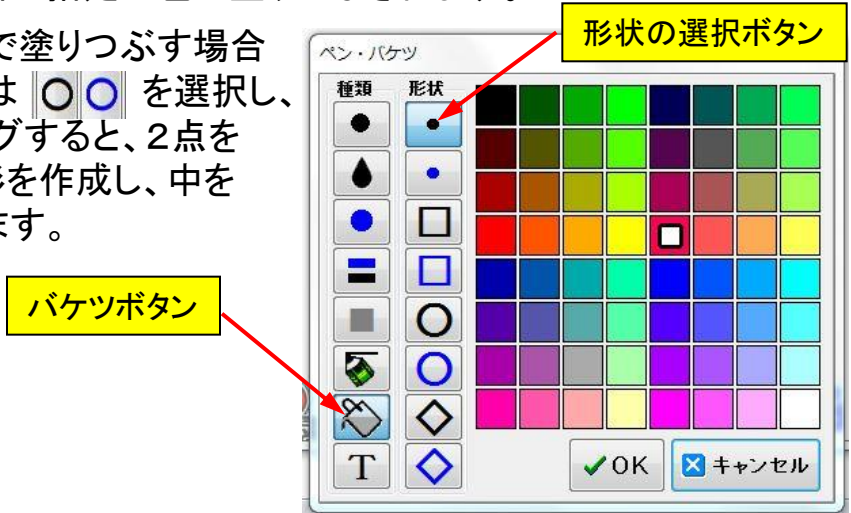 形状の選択ボタン
で塗りつぶす場合
は を選択し、
グすると、2点を
形を作成し、中を
ます。
バケツボタン
ペン・バケツ
種類 形状
T
OK キャンセル